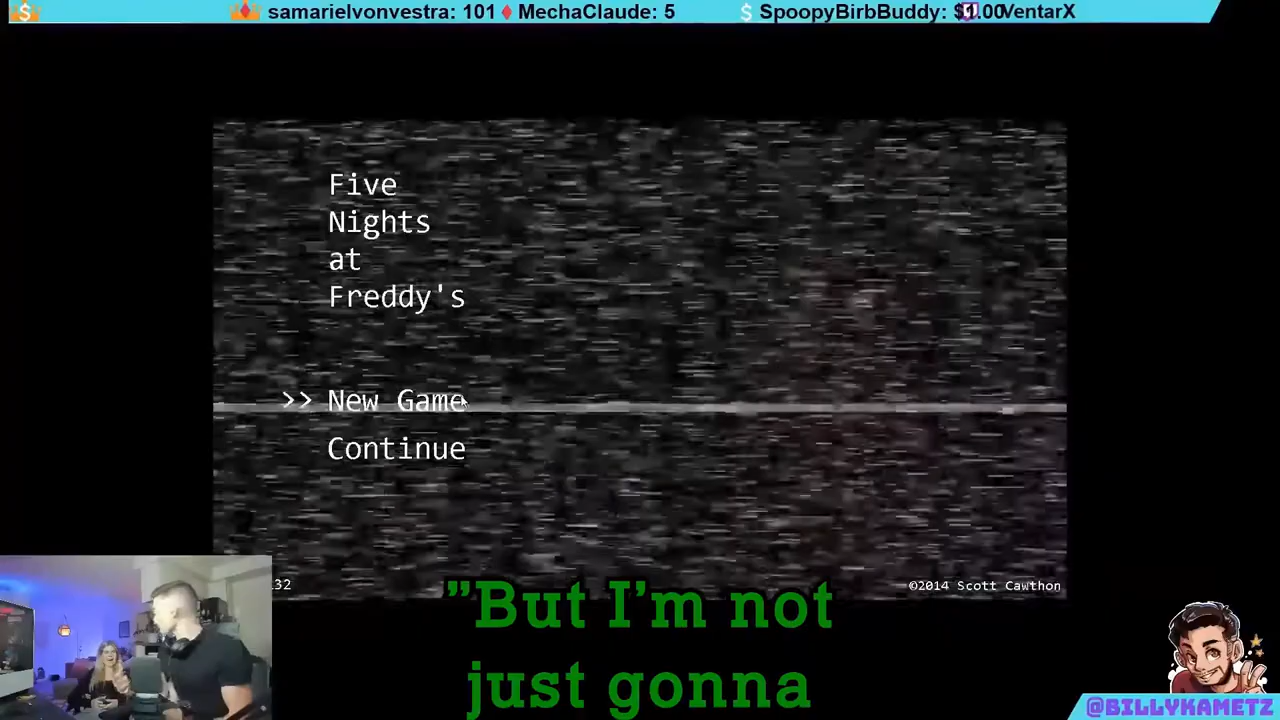 samarielvonvestra: 101 MechaClaude: 5 $ SpoopyBirbBuddy: VentarX
Five
Nights
at
Freddy's
>> New Game
Continue
32
©2014 Scott Cawthon
"But I'm not
just gonna
@BILLYKAMETZ